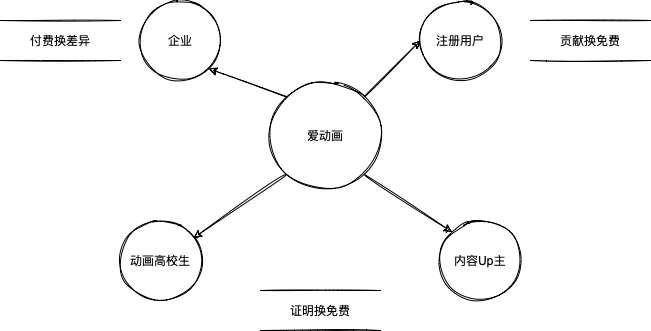 付费换差异
企业
注册用户
贡献换免费
爱动画
动画高校生
内容Up主
证明换免费